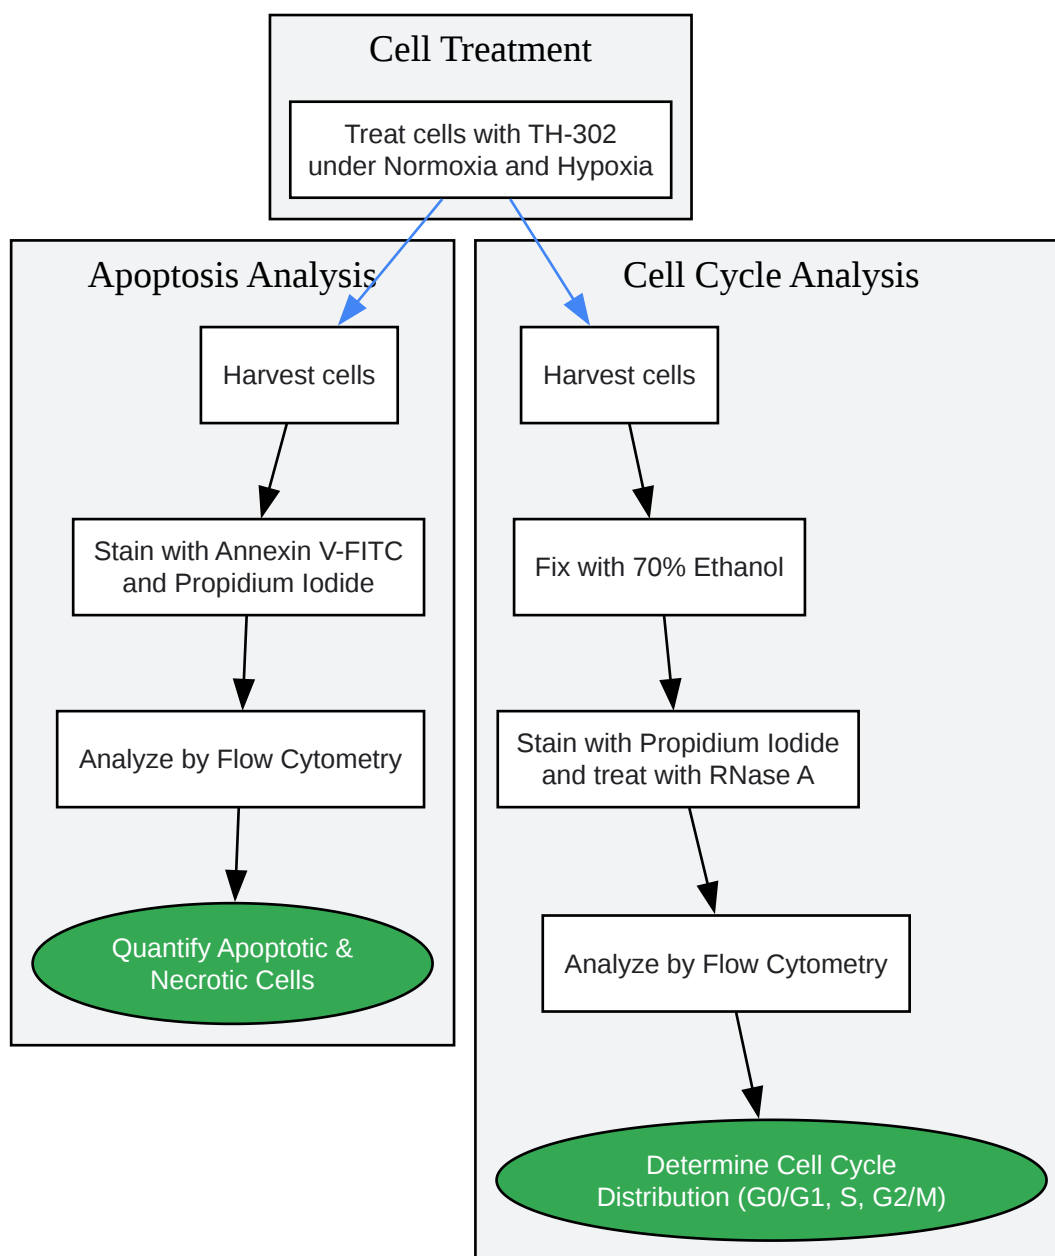 Cell Treatment
Treat cells with TH-302
under Normoxia and Hypoxia
Apoptosis Analysis
Harvest cells
Stain with Annexin V-FITC
and Propidium Iodide
Analyze by Flow Cytometry
Quantify Apoptotic &
Necrotic Cells
Cell Cycle Analysis
Harvest cells
Fix with 70% Ethanol
Stain with Propidium Iodide
and treat with RNase A
Analyze by Flow Cytometry
Determine Cell Cycle
Distribution (G0/G1, S, G2/M)